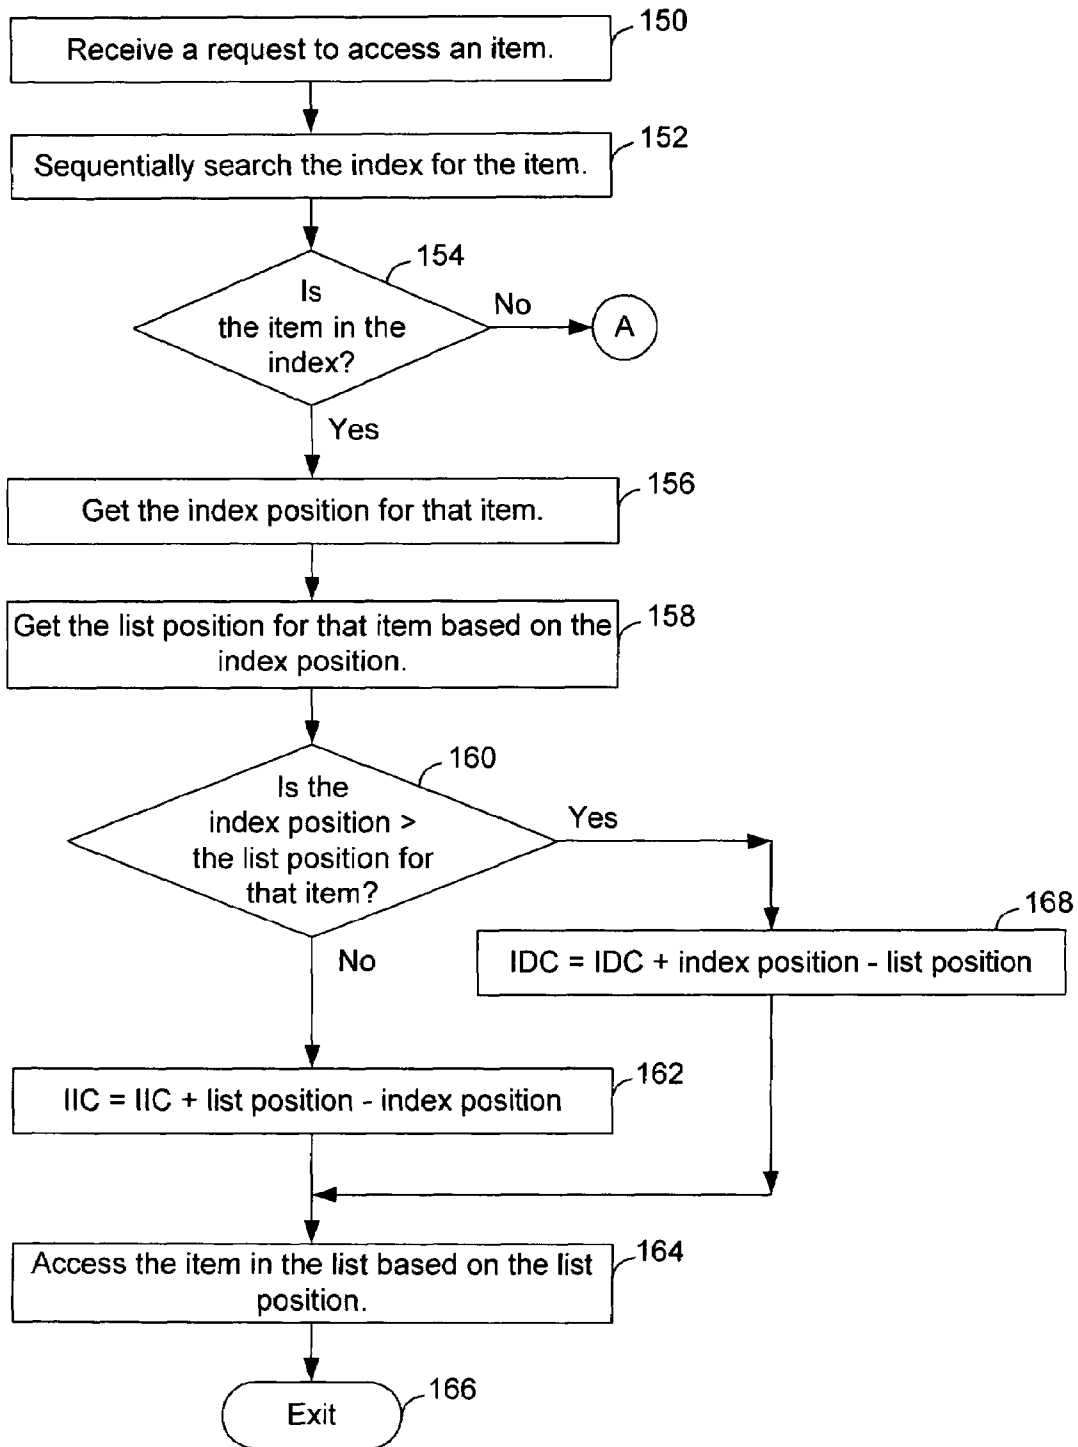 150
Receive a request to access an item.
152
Sequentially search the index for the item.
154
Is
the item in the
index?
No
A
Yes
156
Get the index position for that item.
158
Get the list position for that item based on the
index position.
160
Is the
index position >
the list position for
that item?
Yes
168
IDC = IDC + index position - list position
No
162
IIC = IIC + list position - index position
164
Access the item in the list based on the list
position.
166
Exit